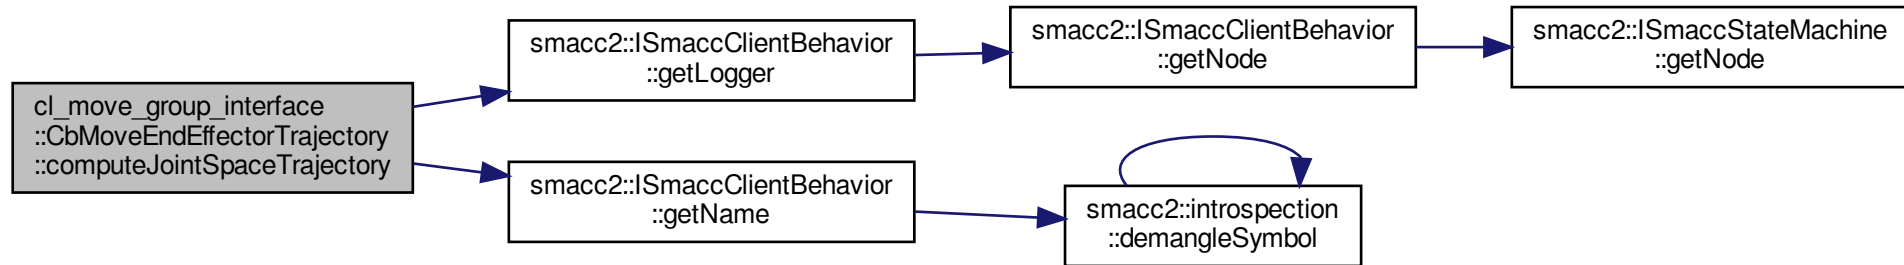 cl_move_group_interface
::CbMoveEndEffectorTrajectory
::computeJointSpaceTrajectory
smacc2::ISmaccClientBehavior
::getLogger
smacc2::ISmaccClientBehavior
::getNode
smacc2::ISmaccStateMachine
::getNode
smacc2::ISmaccClientBehavior
::getName
smacc2::introspection
::demangleSymbol